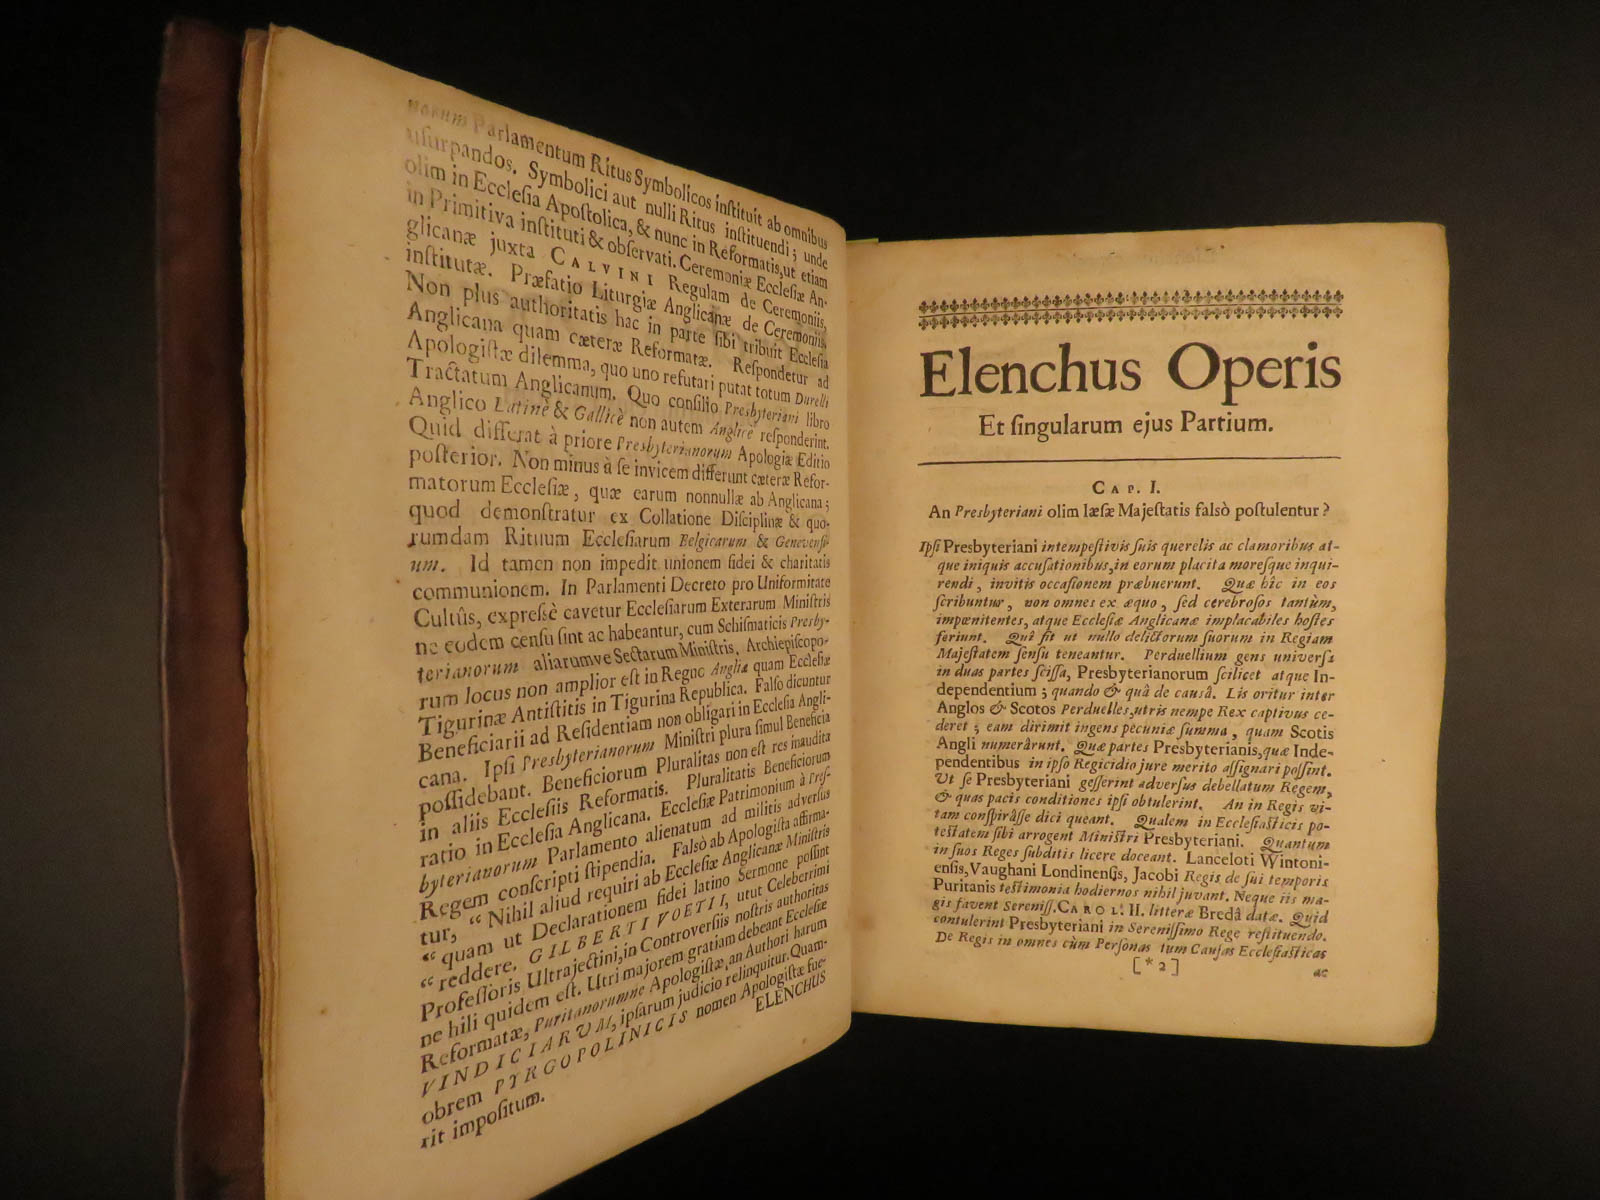 norum Parlamentum Ritus Symbolicos inſtituit ab omnibus
uſurpandos. Symbolici aut nulli Ritus inſtituendi; unde
olim in Eccleſia Apoſtolica, & nunc in Reformatis, ut etiam
in Primitiva inſtituti & obſervati. Ceremoniæ Eccleſiæ An-
glicanæ juxta CALVINI Regulam de Ceremoniis,
inſtitutæ. Præfatio Liturgiæ Anglicanæ de Ceremoniis.
Non plus authoritatis hac in parte ſibi tribuit Eccleſia
Anglicana quam cæteræ Reformatæ. Reſpondetur ad
Apologiſtæ dilemma, quo uno refutari putat totum Durelli
Tractatum Anglicanum. Quo conſilio Presbyteriani libro
Anglico Latinè & Gallicè non autem Anglicè reſponderint.
Quid differat à priore Presbyterianorum Apologiæ Editio
poſterior. Non minus à ſe invicem differunt cæteræ Refor-
matorum Eccleſiæ, quæ earum nonnullæ ab Anglicana;
quod demonſtratur ex Collatione Diſciplinæ & quo-
rumdam Rituum Eccleſiarum Belgicarum & Genevenſi-
um. Id tamen non impedit unionem fidei & charitatis
communionem. In Parlamenti Decreto pro Uniformitate
Cultûs, expreſsè cavetur Eccleſiarum Exterarum Miniſtris
ne eodem cenſu ſint ac habeantur, cum Schiſmaticis Presby-
terianorum aliarumve Sectarum Miniſtris. Archiepiſcopo-
rum locus non amplior eſt in Regno Angliæ quam Eccleſiæ
Tigurinæ Antiſtitis in Tigurina Republica. Falſo dicuntur
Beneficiarii ad Reſidentiam non obligari in Eccleſia Angli-
cana. Ipſi Presbyterianorum Miniſtri plura ſimul Beneficia
poſſidebant. Beneficiorum Pluralitas non eſt res inaudita
in aliis Eccleſiis Reformatis. Pluralitatis Beneficiorum
ratio in Eccleſia Anglicana. Eccleſiæ Patrimonium à Preſ-
byterianorum Parlamento alienatum ad militis adverſus
Regem conſcripti ſtipendia. Falsò ab Apologiſta affirma-
tur, “ Nihil aliud requiri ab Eccleſiæ Anglicanæ Miniſtris
“ quam ut Declarationem fidei latino Sermone poſſint
“ reddere. GILBERTI VOETII, utut Celeberrimi
Profeſſoris Ultrajectini, in Controverſiis noſtris authoritas
ne hili quidem eſt. Utri majorem gratiam debeant Eccleſiæ
Reformatæ, Puritanorumne Apologiſtæ, an Authori harum
VINDICIARUM, ipſarum judicio relinquitur. Quam-
obrem PYRGOPOLINICIS nomen Apologiſtæ fue-
rit impoſitum.
ELENCHUS
Elenchus Operis
Et ſingularum ejus Partium.
CAP. I.
An Presbyteriani olim læſæ Majeſtatis falsò poſtulentur?
Ipſi Presbyteriani intempeſtivis ſuis querelis ac clamoribus at-
que iniquis accuſationibus, in eorum placita moreſque inqui-
rendi, invitis occaſionem præbuerunt. Quæ hîc in eos
ſcribuntur, non omnes ex æquo, ſed cerebroſos tantùm,
impœnitentes, atque Eccleſiæ Anglicanæ implacabiles hoſtes
feriunt. Quî fit ut nullo delictorum ſuorum in Regiam
Majeſtatem ſenſu teneantur. Perduellium gens univerſa
in duas partes ſciſſa, Presbyterianorum ſcilicet atque In-
dependentium; quando & quâ de causâ. Lis oritur inter
Anglos & Scotos Perduelles, utris nempe Rex captivus ce-
deret; eam dirimit ingens pecuniæ ſumma, quam Scotis
Angli numerârunt. Quæ partes Presbyterianis, quæ Inde-
pendentibus in ipſo Regicidio jure merito aſſignari poſſint.
Ut ſe Presbyteriani geſſerint adverſus debellatum Regem,
& quas pacis conditiones ipſi obtulerint. An in Regis vi-
tam conſpirâſſe dici queant. Qualem in Eccleſiaſticis po-
teſtatem ſibi arrogent Miniſtri Presbyteriani. Quantum
in ſuos Reges ſubditis licere doceant. Lanceloti Wintoni-
enſis, Vaughani Londinenſis, Jacobi Regis de ſui temporis
Puritanis teſtimonia hodiernos nihil juvant. Neque iis ma-
gis favent Sereniſſ. CAROLI II. litteræ Bredâ datæ. Quid
contulerint Presbyteriani in Sereniſſimo Rege reſtituendo.
De Regis in omnes cùm Perſonas tum Cauſas Eccleſiaſticas
[*2]
ac